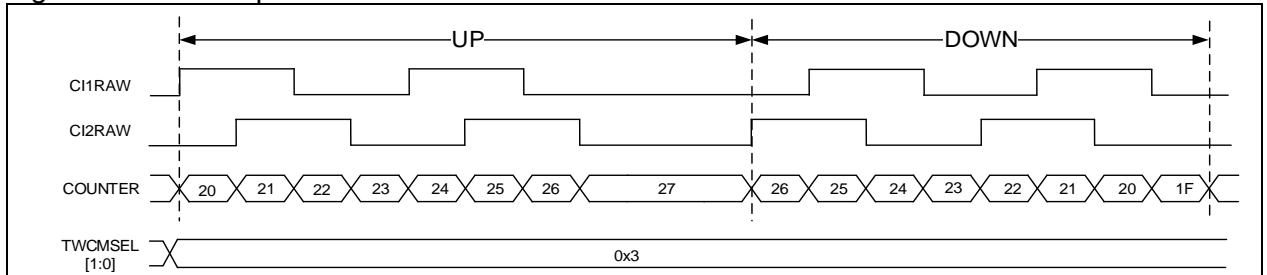 UP DOWN
CI1RAW
CI2RAW
COUNTER 20 21 22 23 24 25 26 27 26 25 24 23 22 21 20 1F
TWCMSEL
[1:0] 0x3